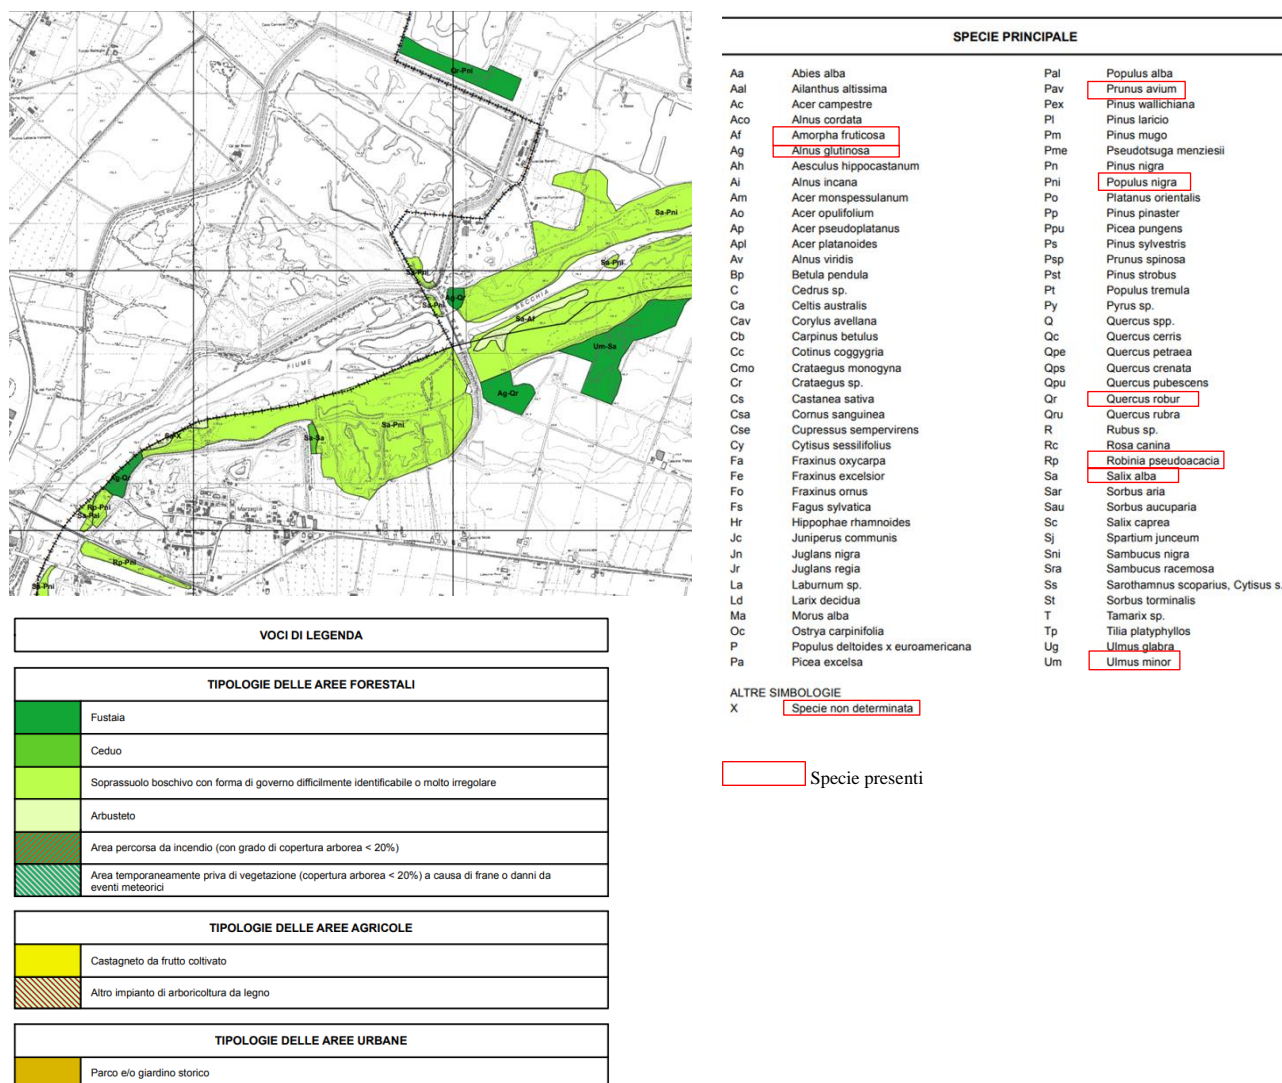 Qr-Pni
Sa-Pni
Sa-Pni
Sa-Pni
Sa-Pni
Ag-Qr
SECCHIA
Sa-Af
Um-Sa
FIUME
Ag-Qr
Sa-Pni
Sa-X
Sa-Sa
Ag-Qr
Rp-Pni
Sa-Pal
Marzaglia
Rp-Pni
Sa-Pni
VOCI DI LEGENDA
TIPOLOGIE DELLE AREE FORESTALI
Fustaia
Ceduo
Soprassuolo boschivo con forma di governo difficilmente identificabile o molto irregolare
Arbusteto
Area percorsa da incendio (con grado di copertura arborea < 20%)
Area temporaneamente priva di vegetazione (copertura arborea < 20%) a causa di frane o danni da
eventi meteorici
TIPOLOGIE DELLE AREE AGRICOLE
Castagneto da frutto coltivato
Altro impianto di arboricoltura da legno
TIPOLOGIE DELLE AREE URBANE
Parco e/o giardino storico
SPECIE PRINCIPALE
Aa Abies alba
Aal Ailanthus altissima
Ac Acer campestre
Aco Alnus cordata
Af Amorpha fruticosa
Ag Alnus glutinosa
Ah Aesculus hippocastanum
Ai Alnus incana
Am Acer monspessulanum
Ao Acer opulifolium
Ap Acer pseudoplatanus
Apl Acer platanoides
Av Alnus viridis
Bp Betula pendula
C Cedrus sp.
Ca Celtis australis
Cav Corylus avellana
Cb Carpinus betulus
Cc Cotinus coggygria
Cmo Crataegus monogyna
Cr Crataegus sp.
Cs Castanea sativa
Csa Cornus sanguinea
Cse Cupressus sempervirens
Cy Cytisus sessilifolius
Fa Fraxinus oxycarpa
Fe Fraxinus excelsior
Fo Fraxinus ornus
Fs Fagus sylvatica
Hr Hippophae rhamnoides
Jc Juniperus communis
Jn Juglans nigra
Jr Juglans regia
La Laburnum sp.
Ld Larix decidua
Ma Morus alba
Oc Ostrya carpinifolia
P Populus deltoides x euroamericana
Pa Picea excelsa
Pal Populus alba
Pav Prunus avium
Pex Pinus wallichiana
Pl Pinus laricio
Pm Pinus mugo
Pme Pseudotsuga menziesii
Pn Pinus nigra
Pni Populus nigra
Po Platanus orientalis
Pp Pinus pinaster
Ppu Picea pungens
Ps Pinus sylvestris
Psp Prunus spinosa
Pst Pinus strobus
Pt Populus tremula
Py Pyrus sp.
Q Quercus spp.
Qc Quercus cerris
Qpe Quercus petraea
Qps Quercus crenata
Qpu Quercus pubescens
Qr Quercus robur
Qru Quercus rubra
R Rubus sp.
Rc Rosa canina
Rp Robinia pseudoacacia
Sa Salix alba
Sar Sorbus aria
Sau Sorbus aucuparia
Sc Salix caprea
Sj Spartium junceum
Sni Sambucus nigra
Sra Sambucus racemosa
Ss Sarothamnus scoparius, Cytisus s.
St Sorbus torminalis
T Tamarix sp.
Tp Tilia platyphyllos
Ug Ulmus glabra
Um Ulmus minor
ALTRE SIMBOLOGIE
X Specie non determinata
Specie presenti